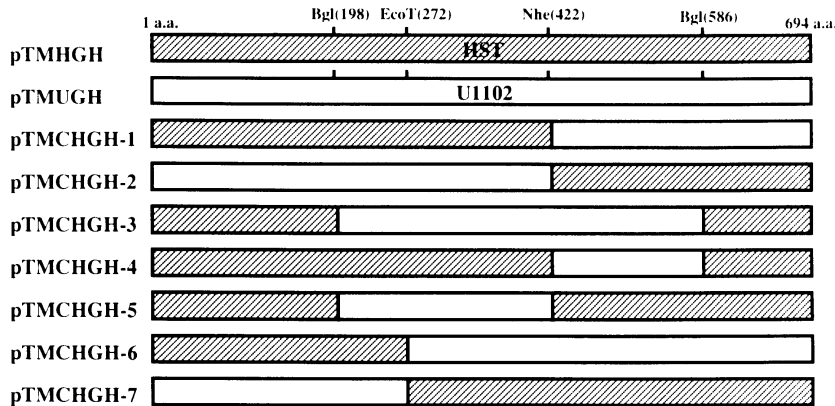 1 a.a. Bgl(198) EcoT(272) Nhe(422) Bgl(586) 694 a.a.
pTMHGH HST
pTMUGH U1102
pTMCHGH-1
pTMCHGH-2
pTMCHGH-3
pTMCHGH-4
pTMCHGH-5
pTMCHGH-6
pTMCHGH-7